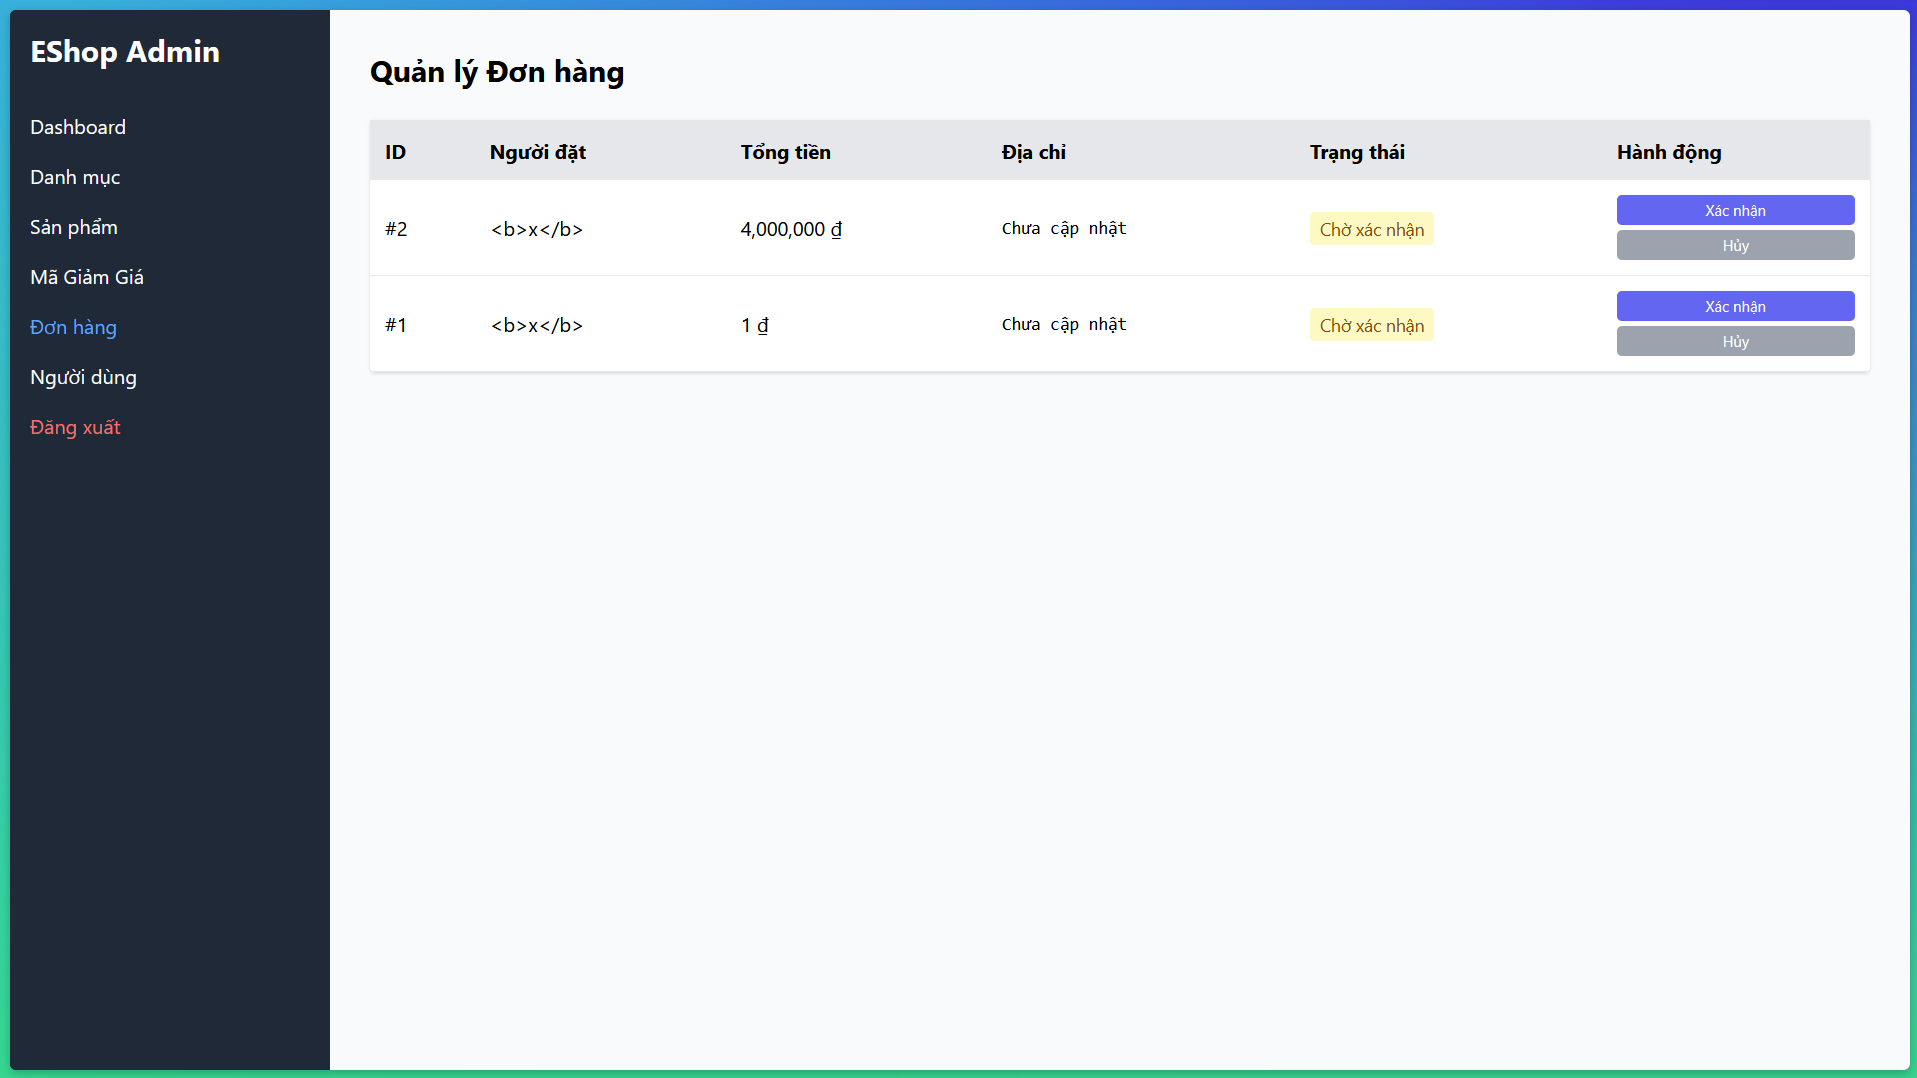 EShop Admin
Dashboard
Danh mục
Sản phẩm
Mã Giảm Giá
Đơn hàng
Người dùng
Đăng xuất
Quản lý Đơn hàng
ID Người đặt Tổng tiền Địa chỉ Trạng thái Hành động
#2 <b>x</b> 4,000,000 ₫ Chưa cập nhật Chờ xác nhận Xác nhận
Hủy
#1 <b>x</b> 1 ₫ Chưa cập nhật Chờ xác nhận Xác nhận
Hủy